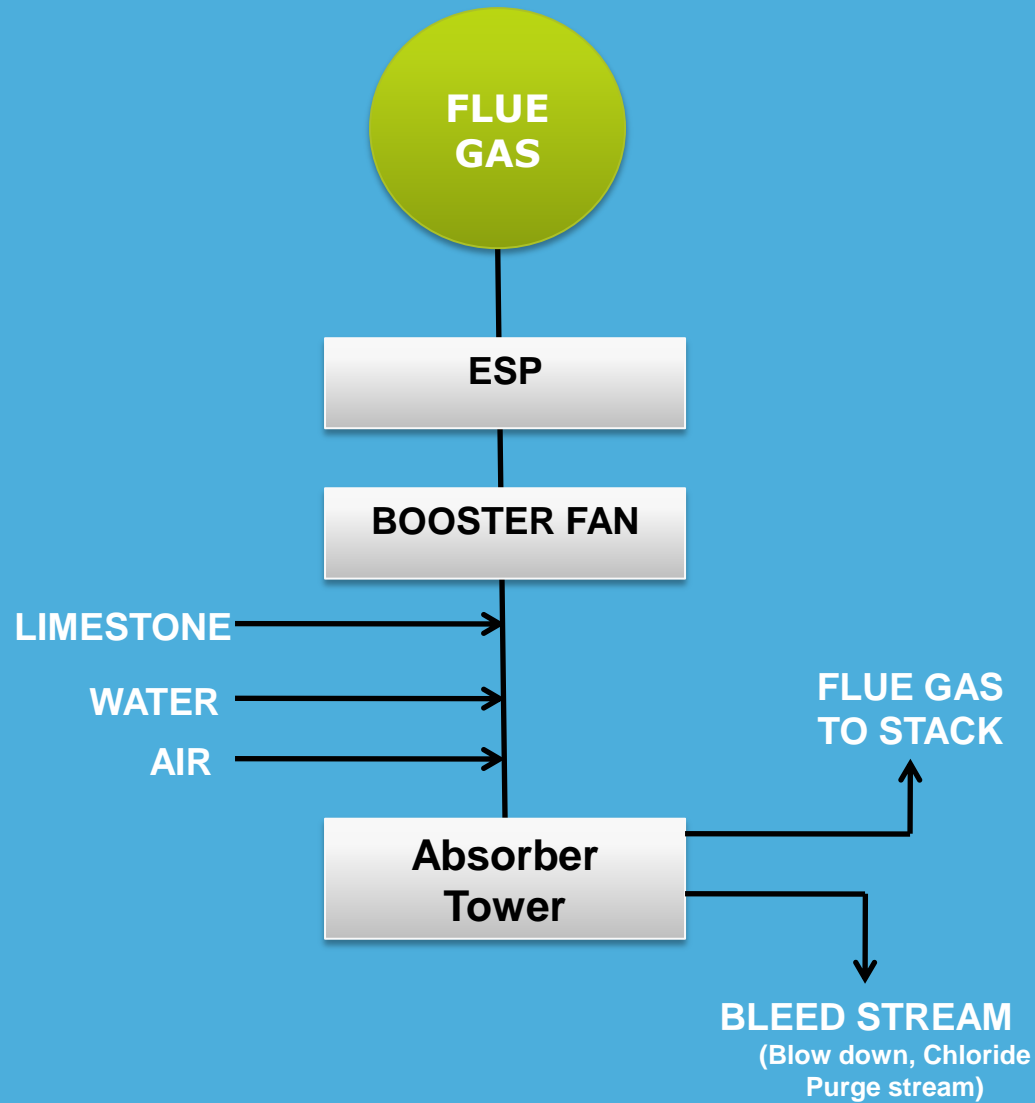 FLUE
GAS
ESP
BOOSTER FAN
LIMESTONE
WATER
AIR
FLUE GAS
TO STACK
Absorber
Tower
BLEED STREAM
(Blow down, Chloride
Purge stream)